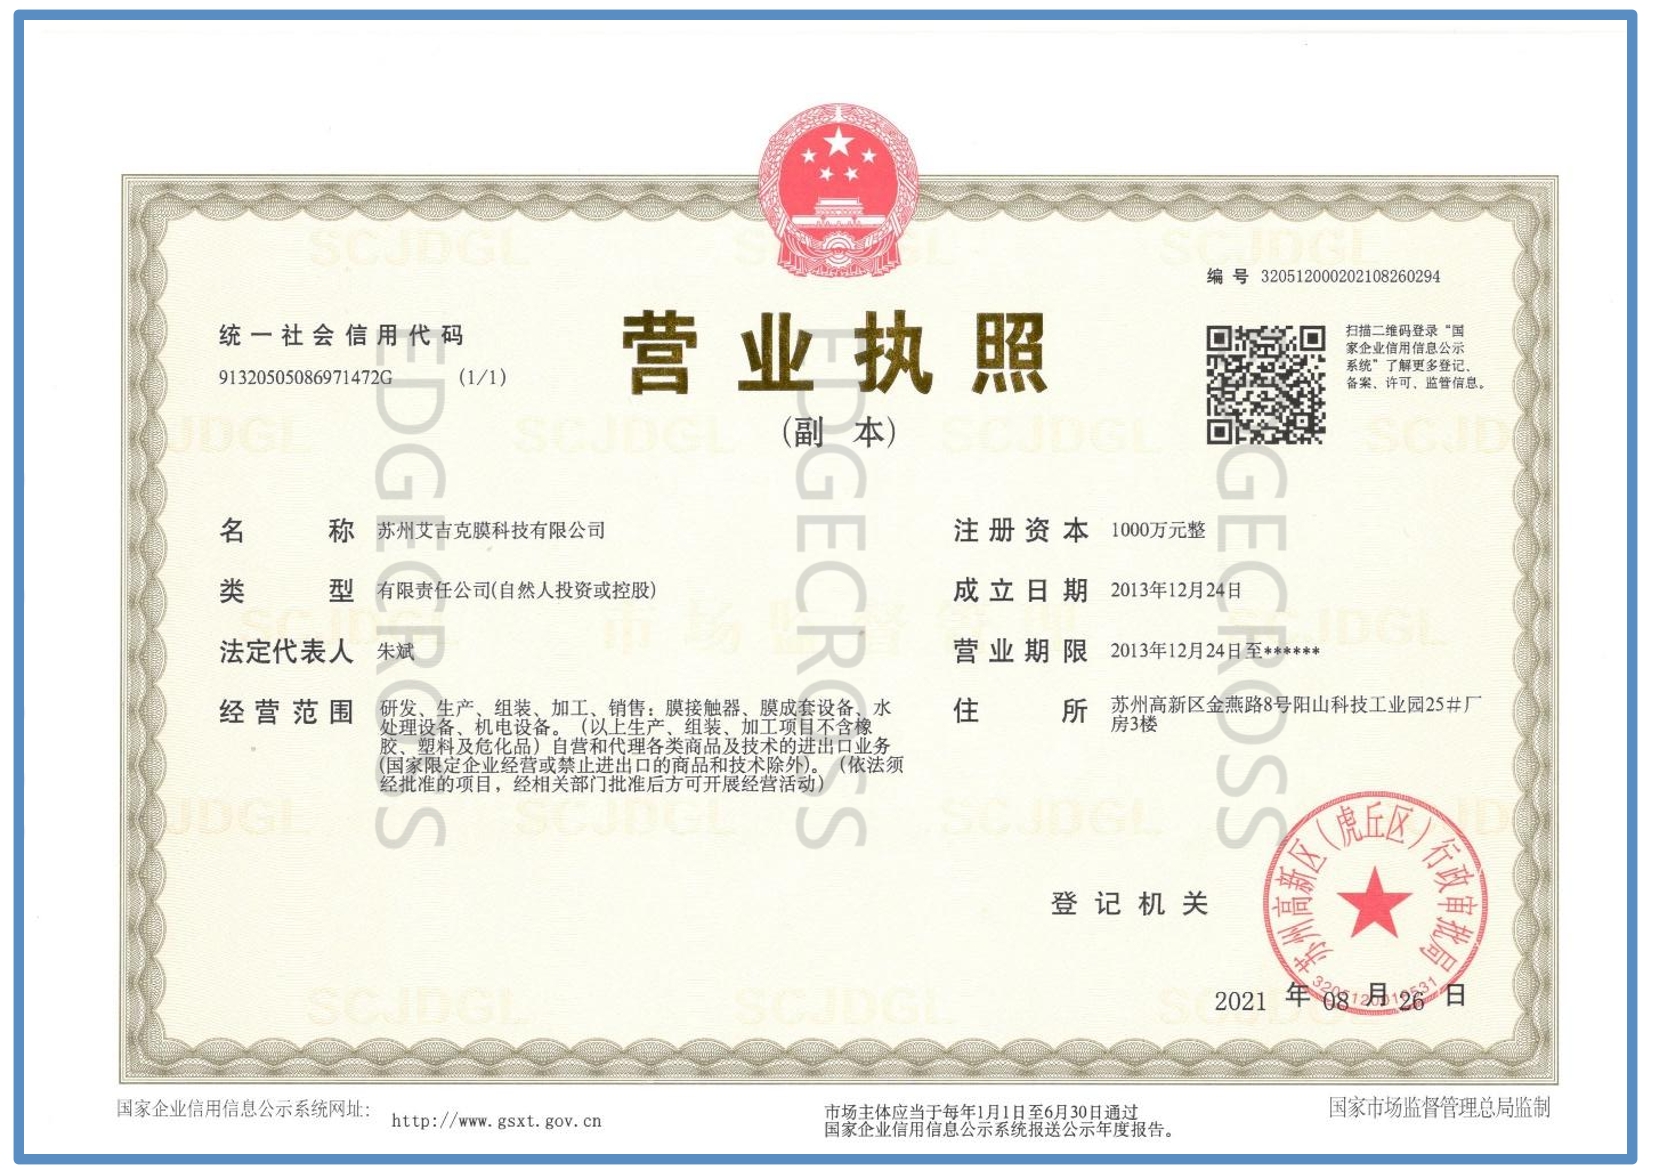 编 号 320512000202108260294
统一社会信用代码
91320505086971472G (1/1)
营业执照
(副 本)
扫描二维码登录“国
家企业信用信息公示
系统”了解更多登记、
备案、许可、监管信息。
名 称 苏州艾吉克膜科技有限公司
类 型 有限责任公司(自然人投资或控股)
法定代表人 朱斌
经营范围 研发、生产、组装、加工、销售：膜接触器、膜成套设备、水
处理设备、机电设备。（以上生产、组装、加工项目不含橡
胶、塑料及危化品）自营和代理各类商品及技术的进出口业务
(国家限定企业经营或禁止进出口的商品和技术除外)。（依法须
经批准的项目，经相关部门批准后方可开展经营活动）
注册资本 1000万元整
成立日期 2013年12月24日
营业期限 2013年12月24日至******
住 所 苏州高新区金燕路8号阳山科技工业园25＃厂
房3楼
登记机关
苏州高新区（虎丘区）行政审批局
2021 年 08 月 26 日
国家企业信用信息公示系统网址：
http://www.gsxt.gov.cn
市场主体应当于每年1月1日至6月30日通过
国家企业信用信息公示系统报送公示年度报告。
国家市场监督管理总局监制
EDGECROSS
EDGECROSS
EDGECROSS